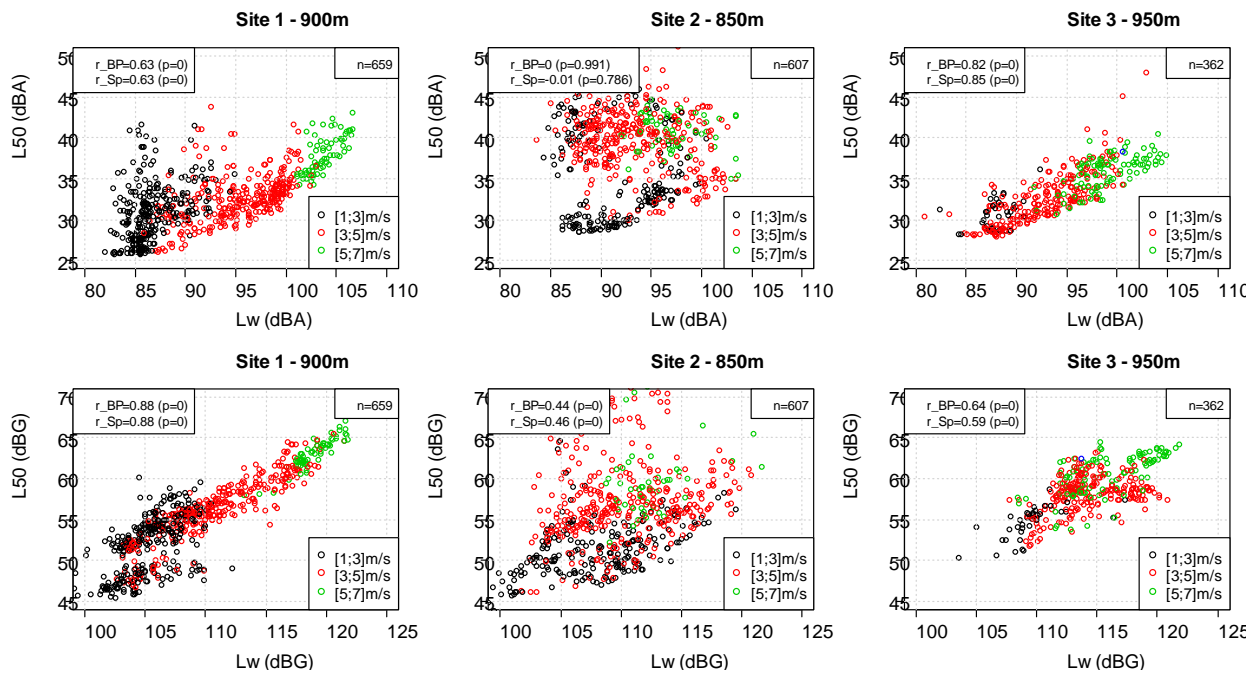 Site 1 - 900m
r_BP=0.63 (p=0)
r_Sp=0.63 (p=0)
n=659
L50 (dBA)
50
45
40
35
30
25
[1;3]m/s
[3;5]m/s
[5;7]m/s
80 85 90 95 100 105 110
Lw (dBA)
Site 2 - 850m
r_BP=0 (p=0.991)
r_Sp=-0.01 (p=0.786)
n=607
L50 (dBA)
50
45
40
35
30
25
[1;3]m/s
[3;5]m/s
[5;7]m/s
80 85 90 95 100 105 110
Lw (dBA)
Site 3 - 950m
r_BP=0.82 (p=0)
r_Sp=0.85 (p=0)
n=362
L50 (dBA)
50
45
40
35
30
25
[1;3]m/s
[3;5]m/s
[5;7]m/s
80 85 90 95 100 105 110
Lw (dBA)
Site 1 - 900m
r_BP=0.88 (p=0)
r_Sp=0.88 (p=0)
n=659
L50 (dBG)
70
65
60
55
50
45
[1;3]m/s
[3;5]m/s
[5;7]m/s
100 105 110 115 120 125
Lw (dBG)
Site 2 - 850m
r_BP=0.44 (p=0)
r_Sp=0.46 (p=0)
n=607
L50 (dBG)
70
65
60
55
50
45
[1;3]m/s
[3;5]m/s
[5;7]m/s
100 105 110 115 120 125
Lw (dBG)
Site 3 - 950m
r_BP=0.64 (p=0)
r_Sp=0.59 (p=0)
n=362
L50 (dBG)
70
65
60
55
50
45
[1;3]m/s
[3;5]m/s
[5;7]m/s
100 105 110 115 120 125
Lw (dBG)